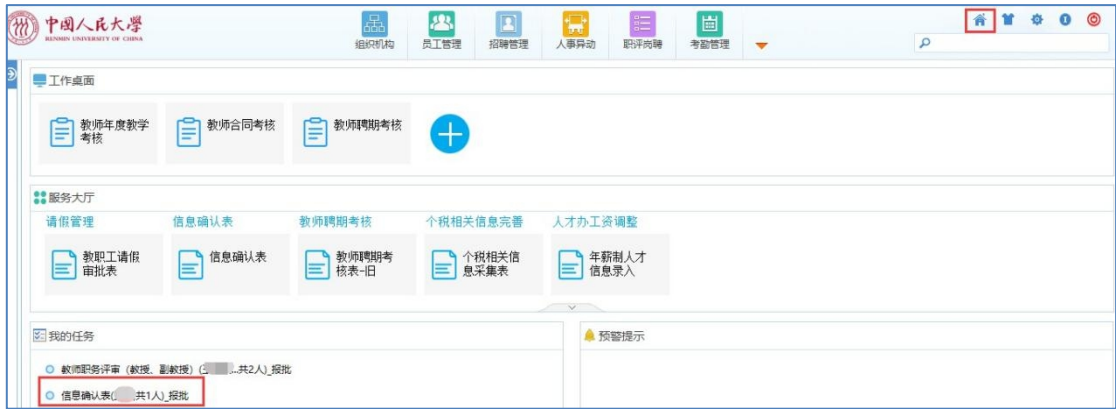 中国人民大學
RENMIN UNIVERSITY OF CHINA
组织机构
员工管理
招聘管理
人事异动
职评岗聘
考勤管理
工作桌面
教师年度教学
考核
教师合同考核
教师聘期考核
服务大厅
请假管理
信息确认表
教师聘期考核
个税相关信息完善
人才办工资调整
教职工请假
审批表
信息确认表
教师聘期考
核表-旧
个税相关信
息采集表
年薪制人才
信息录入
我的任务
预警提示
教师职务评审（教授、副教授）( ...共2人)_报批
信息确认表( 共1人)_报批